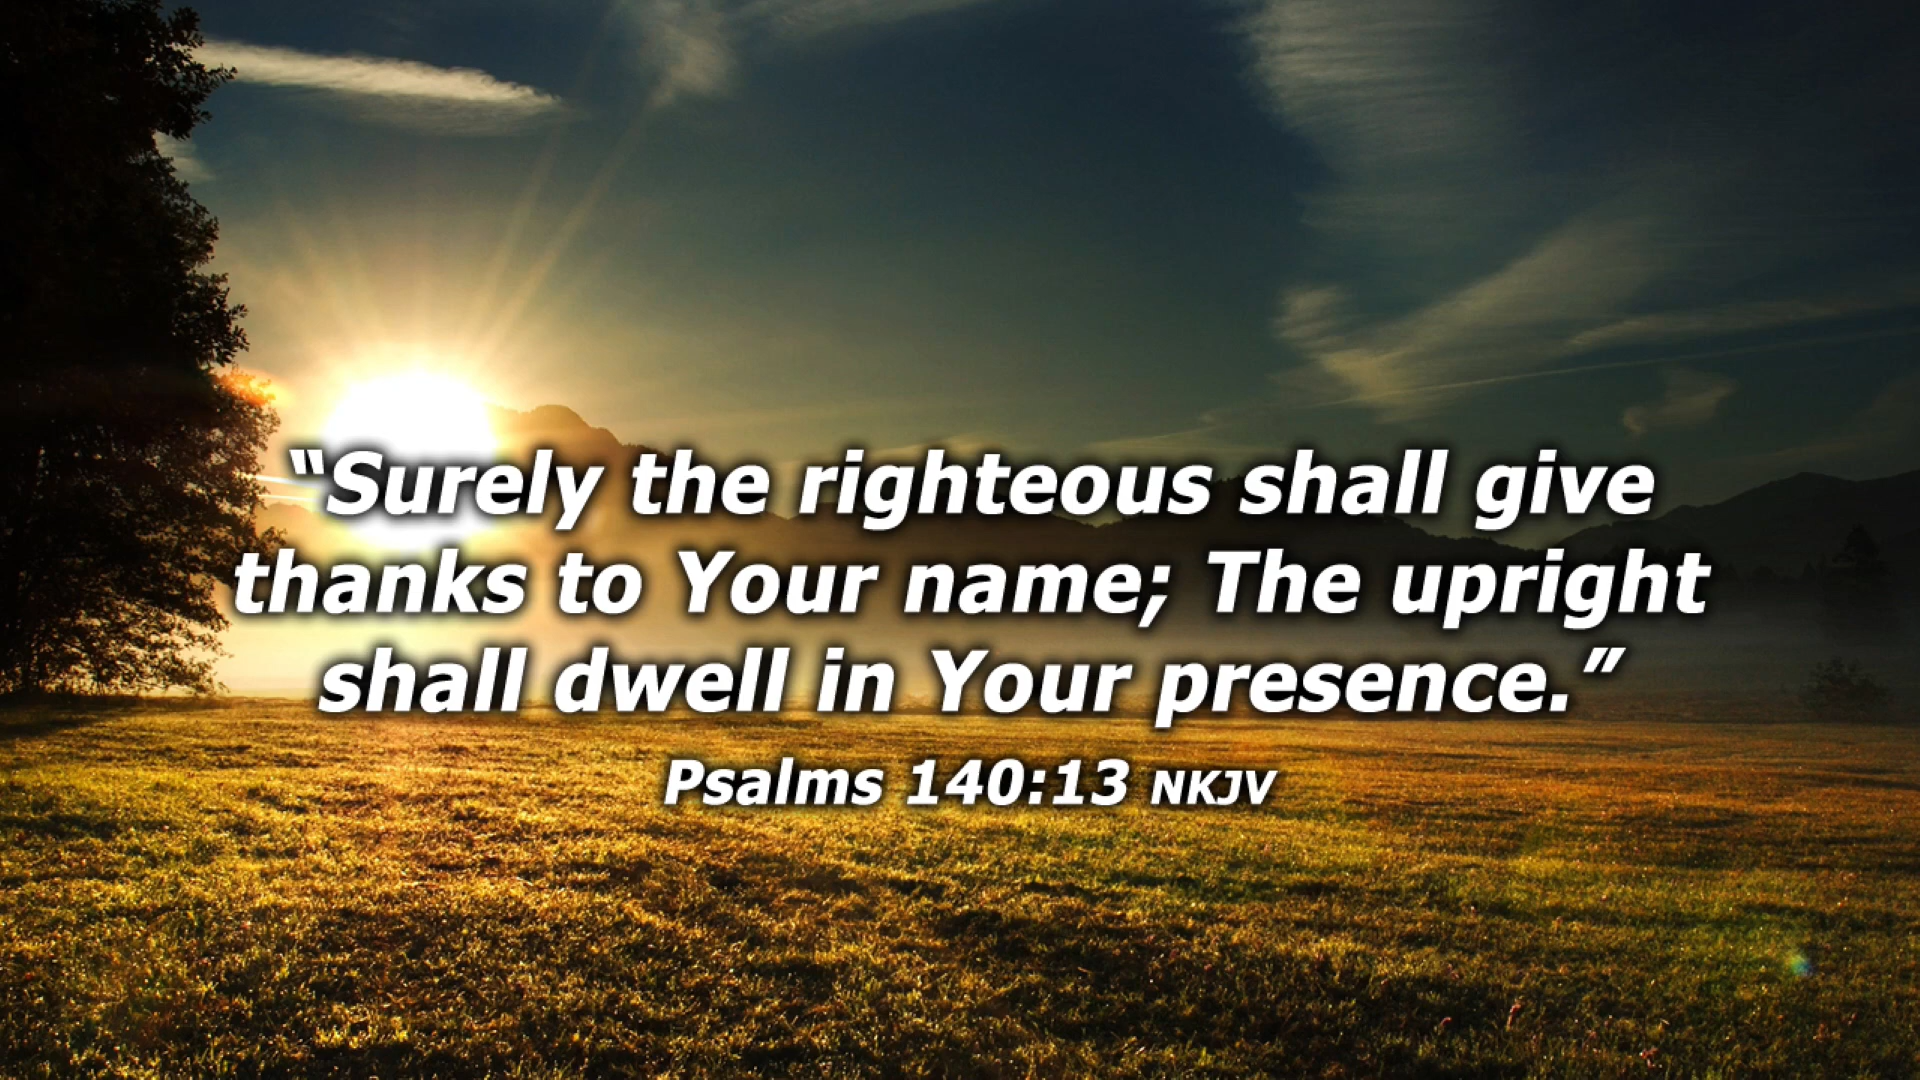 “Surely the righteous shall give
thanks to Your name; The upright
shall dwell in Your presence.”
Psalms 140:13 NKJV